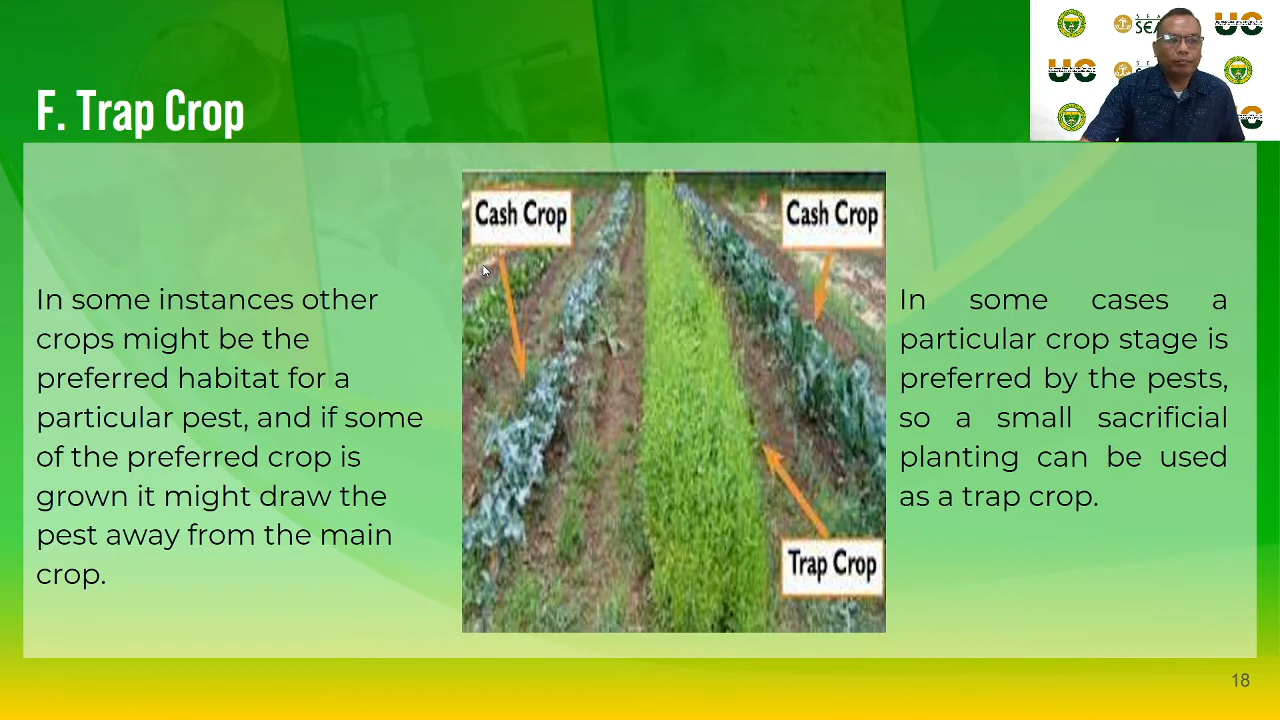 F. Trap Crop
In some instances other
crops might be the
preferred habitat for a
particular pest, and if some
of the preferred crop is
grown it might draw the
pest away from the main
crop.
Cash Crop
Cash Crop
Trap Crop
In some cases a
particular crop stage is
preferred by the pests,
so a small sacrificial
planting can be used
as a trap crop.
18